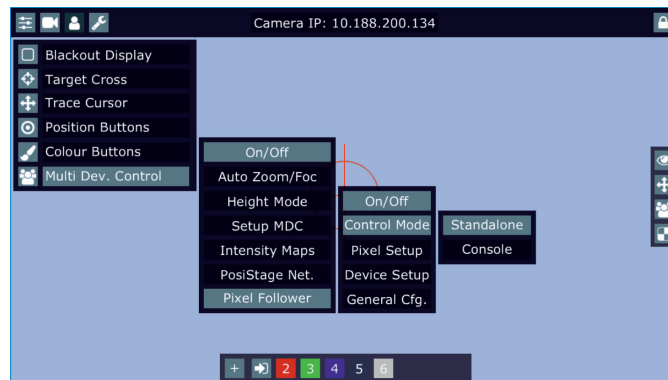 Camera IP: 10.188.200.134
Blackout Display
Target Cross
Trace Cursor
Position Buttons
Colour Buttons
Multi Dev. Control
On/Off
Auto Zoom/Foc
Height Mode
Setup MDC
Intensity Maps
PosiStage Net.
Pixel Follower
On/Off
Control Mode
Pixel Setup
Device Setup
General Cfg.
Standalone
Console
+ 2 3 4 5 6